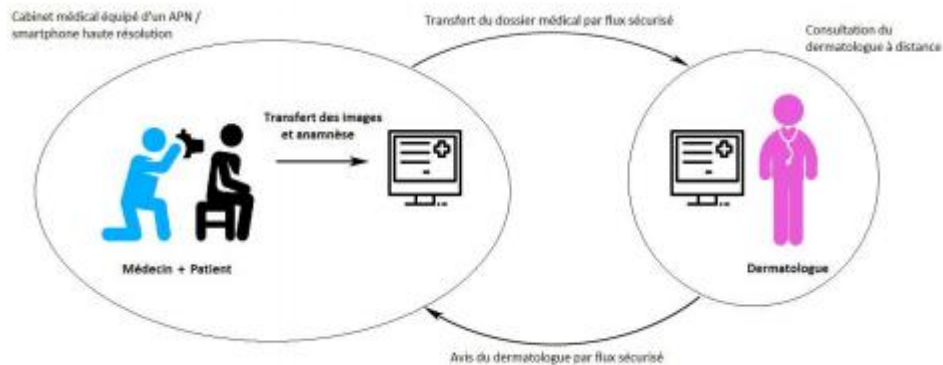 Cabinet médical équipé d'un APN /
smartphone haute résolution
Transfert du dossier médical par flux sécurisé
Consultation du
dermatologue à distance
Transfert des images
et anamnèse
Médecin + Patient
Dermatologue
Avis du dermatologue par flux sécurisé